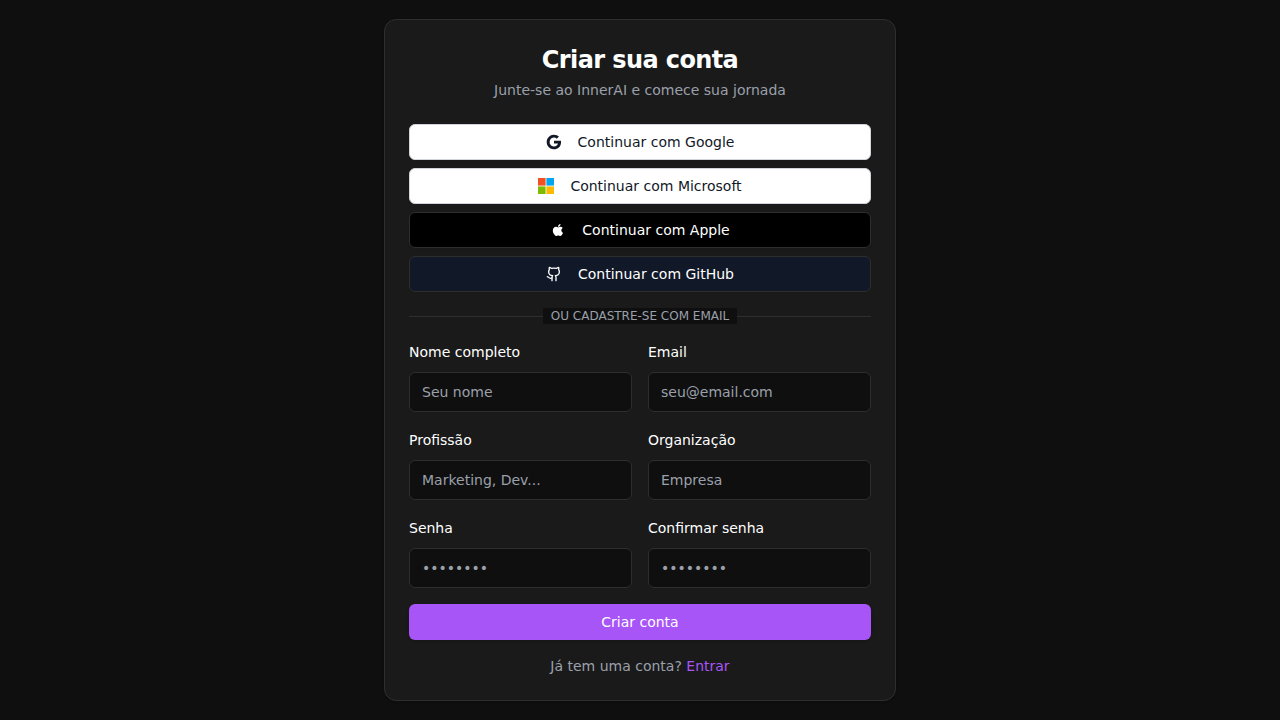 Criar sua conta
Junte-se ao InnerAI e comece sua jornada
Continuar com Google
Continuar com Microsoft
Continuar com Apple
Continuar com GitHub
OU CADASTRE-SE COM EMAIL
Nome completo
Email
Seu nome
seu@email.com
Profissão
Organização
Marketing, Dev...
Empresa
Senha
Confirmar senha
••••••••
••••••••
Criar conta
Já tem uma conta? Entrar